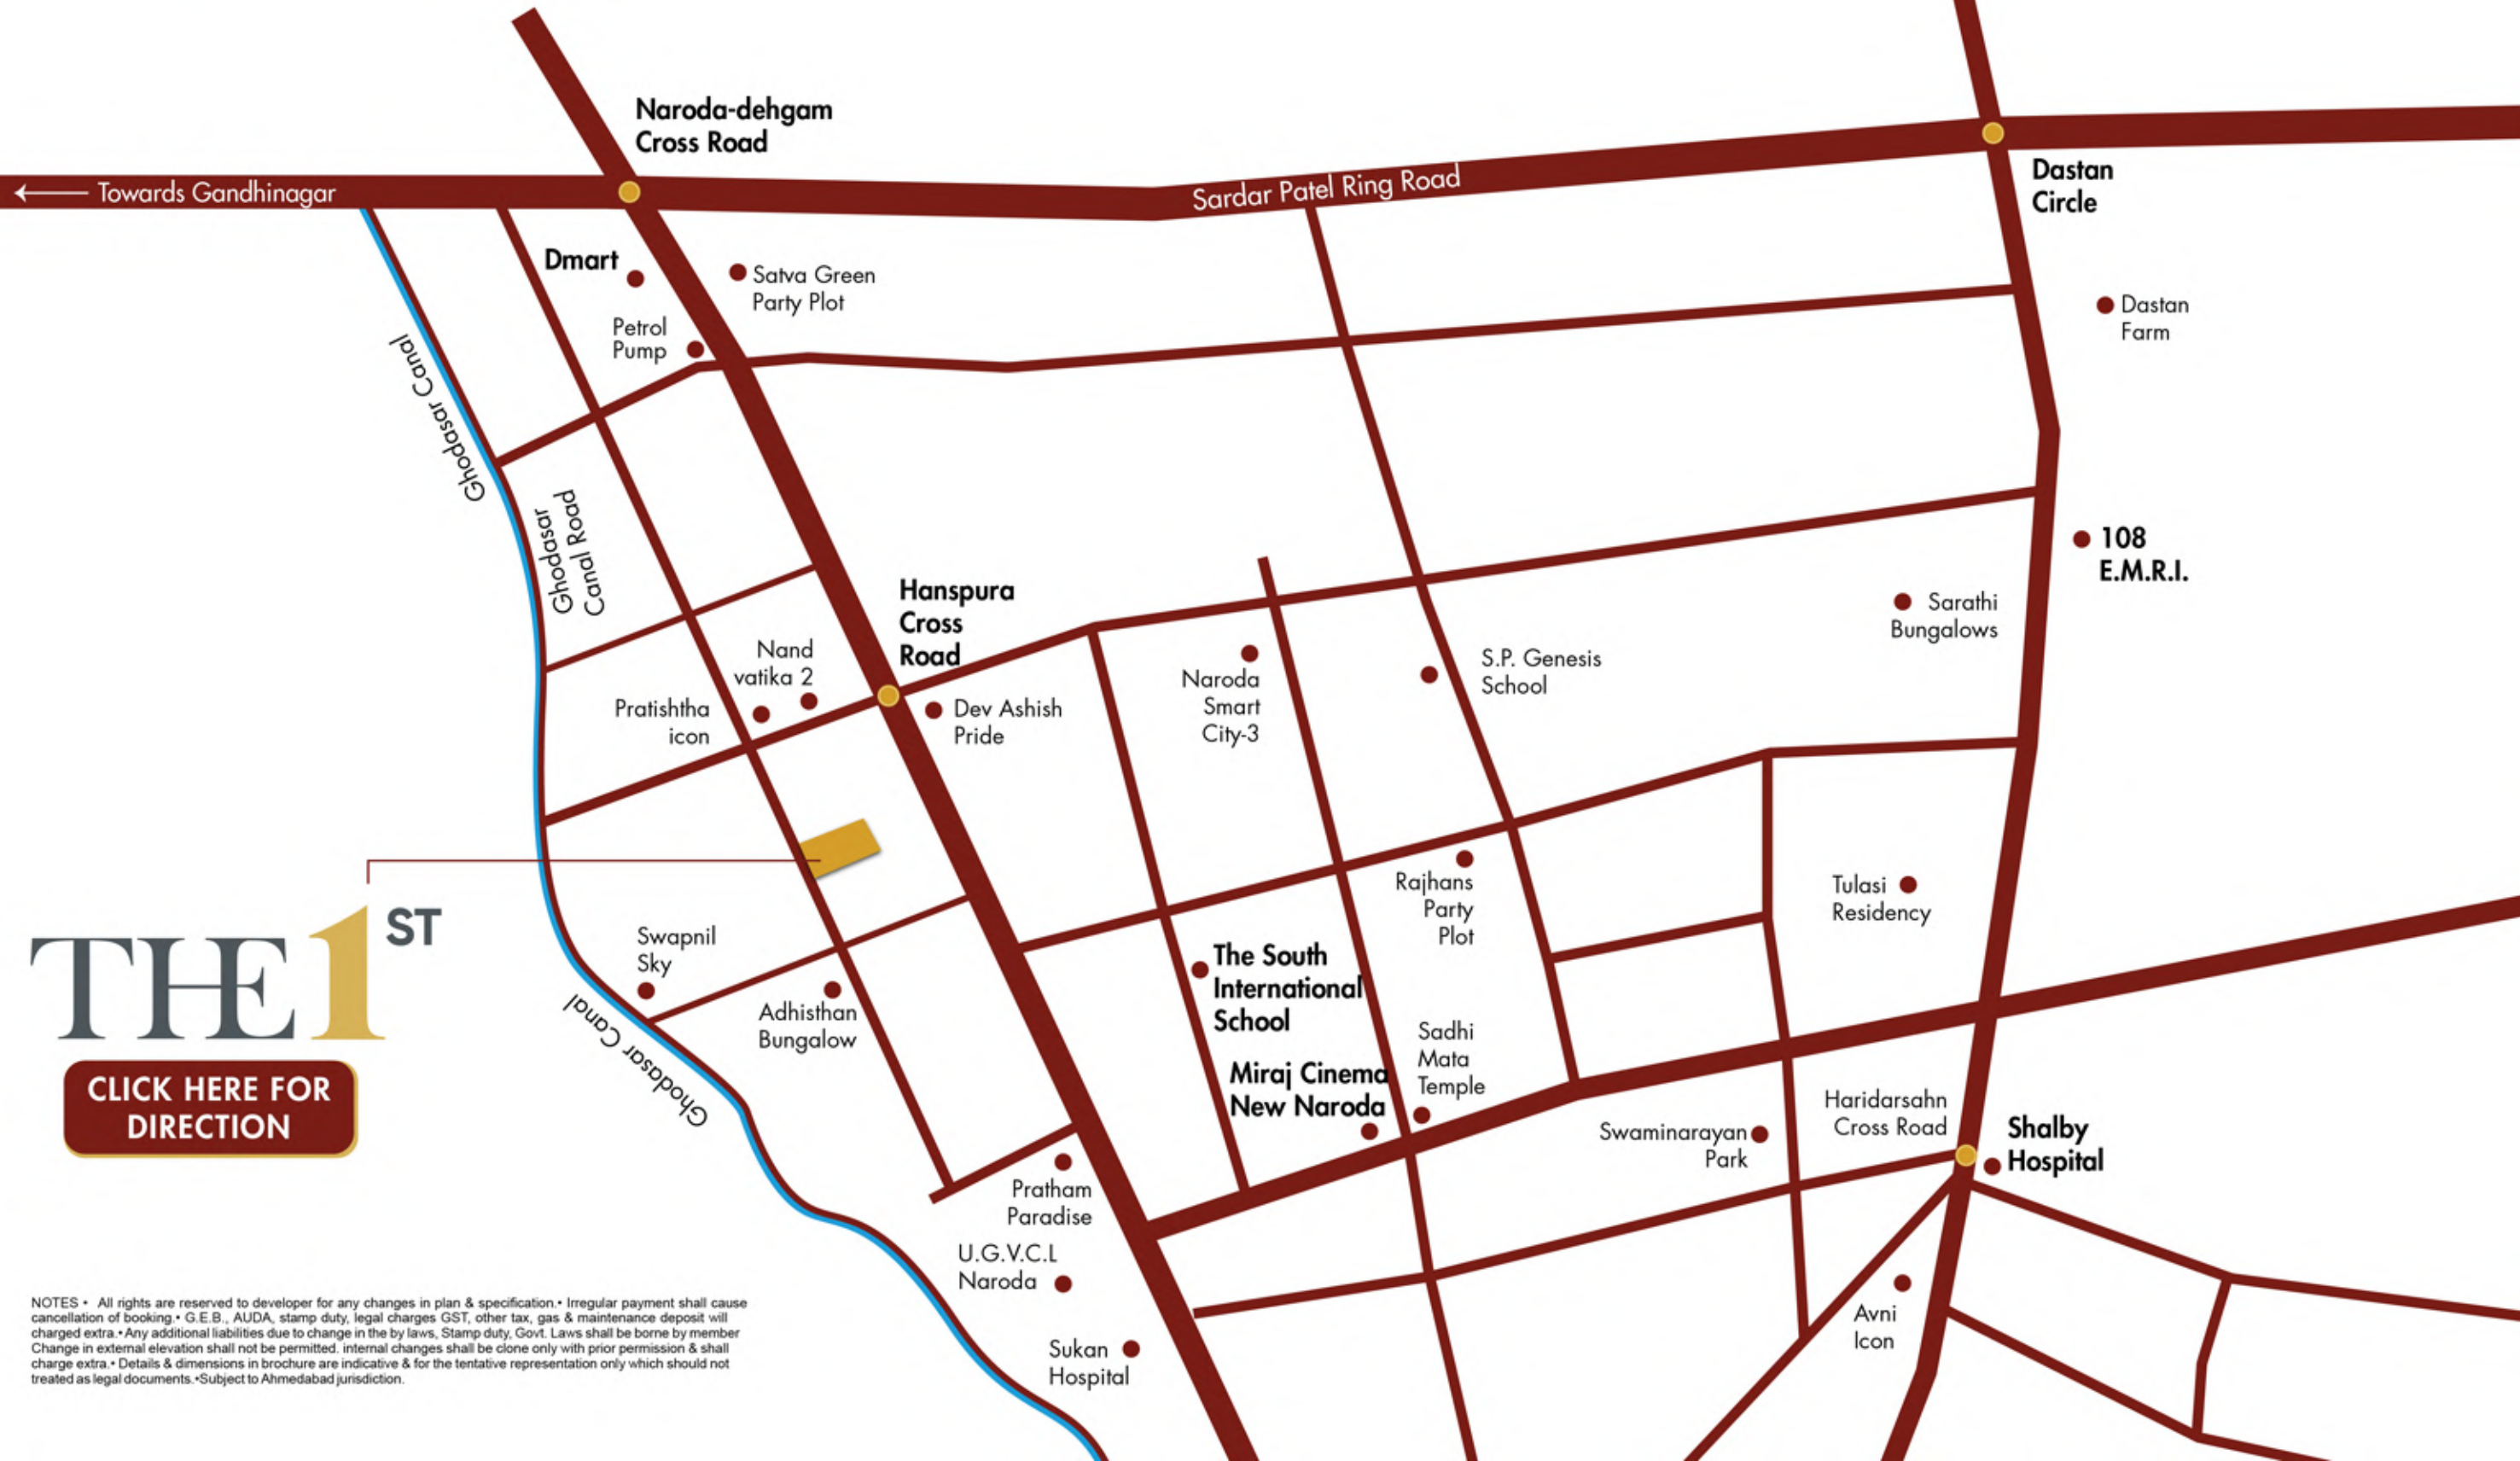 Naroda-dehgam
Cross Road
← Towards Gandhinagar
Sardar Patel Ring Road
Dastan
Circle
Dmart
Satva Green
Party Plot
Petrol
Pump
Dastan
Farm
Ghodasar Canal
Ghodasar
Canal Road
108
E.M.R.I.
Hanspura
Cross
Road
Sarathi
Bungalows
Nand
vatika 2
Pratishtha
icon
Dev Ashish
Pride
Naroda
Smart
City-3
S.P. Genesis
School
Rajhans
Party
Plot
Tulasi
Residency
THE 1ST
Swapnil
Sky
Adhisthan
Bungalow
The South
International
School
Sadhi
Mata
Temple
Miraj Cinema
New Naroda
Ghodasar Canal
CLICK HERE FOR
DIRECTION
Swaminarayan
Park
Haridarsahn
Cross Road
Shalby
Hospital
Pratham
Paradise
U.G.V.C.L
Naroda
Avni
Icon
Sukan
Hospital
NOTES • All rights are reserved to developer for any changes in plan & specification.• Irregular payment shall cause
cancellation of booking.• G.E.B., AUDA, stamp duty, legal charges GST, other tax, gas & maintenance deposit will
charged extra.• Any additional liabilities due to change in the by laws, Stamp duty, Govt. Laws shall be borne by member
Change in external elevation shall not be permitted. internal changes shall be clone only with prior permission & shall
charge extra.• Details & dimensions in brochure are indicative & for the tentative representation only which should not
treated as legal documents.•Subject to Ahmedabad jurisdiction.